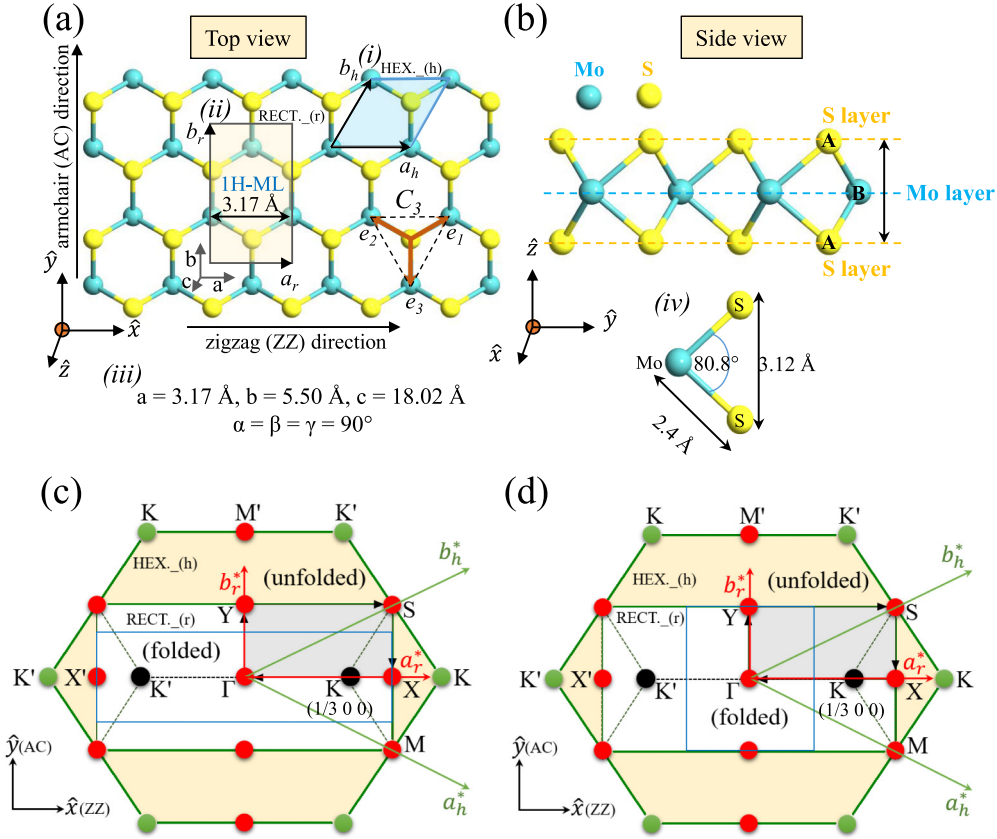 (a)
Top view
armchair (AC) direction
b_h
(i)
HEX._(h)
(ii)
RECT._(r)
b_r
a_h
1H-ML
3.17 Å
C_3
e_2
e_1
b
c
a
a_r
e_3
ŷ
x̂
ẑ
zigzag (ZZ) direction
(iii)
a = 3.17 Å, b = 5.50 Å, c = 18.02 Å
α = β = γ = 90°
(b)
Side view
Mo
S
S layer
A
B
Mo layer
A
S layer
ẑ
ŷ
x̂
(iv)
S
Mo
80.8°
3.12 Å
S
2.4 Å
(c)
K
M'
K'
HEX._(h)
b_h^*
b_r^*
(unfolded)
Y
S
RECT._(r)
(folded)
a_r^*
K'
X'
K'
Γ
K
X
K
(1/3 0 0)
M
ŷ(AC)
x̂(ZZ)
a_h^*
(d)
K
M'
K'
HEX._(h)
b_h^*
b_r^*
(unfolded)
Y
S
RECT._(r)
a_r^*
K'
X'
K'
Γ
K
X
K
(1/3 0 0)
(folded)
M
ŷ(AC)
x̂(ZZ)
a_h^*